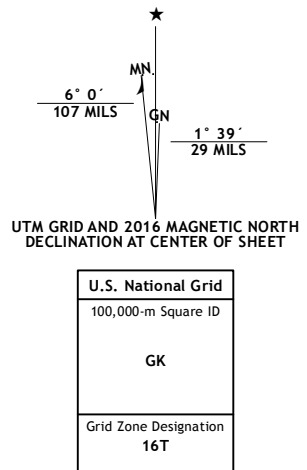 ★
MN.
GN
6° 0´
107 MILS
1° 39´
29 MILS
UTM GRID AND 2016 MAGNETIC NORTH
DECLINATION AT CENTER OF SHEET
U.S. National Grid
100,000-m Square ID
GK
Grid Zone Designation
16T